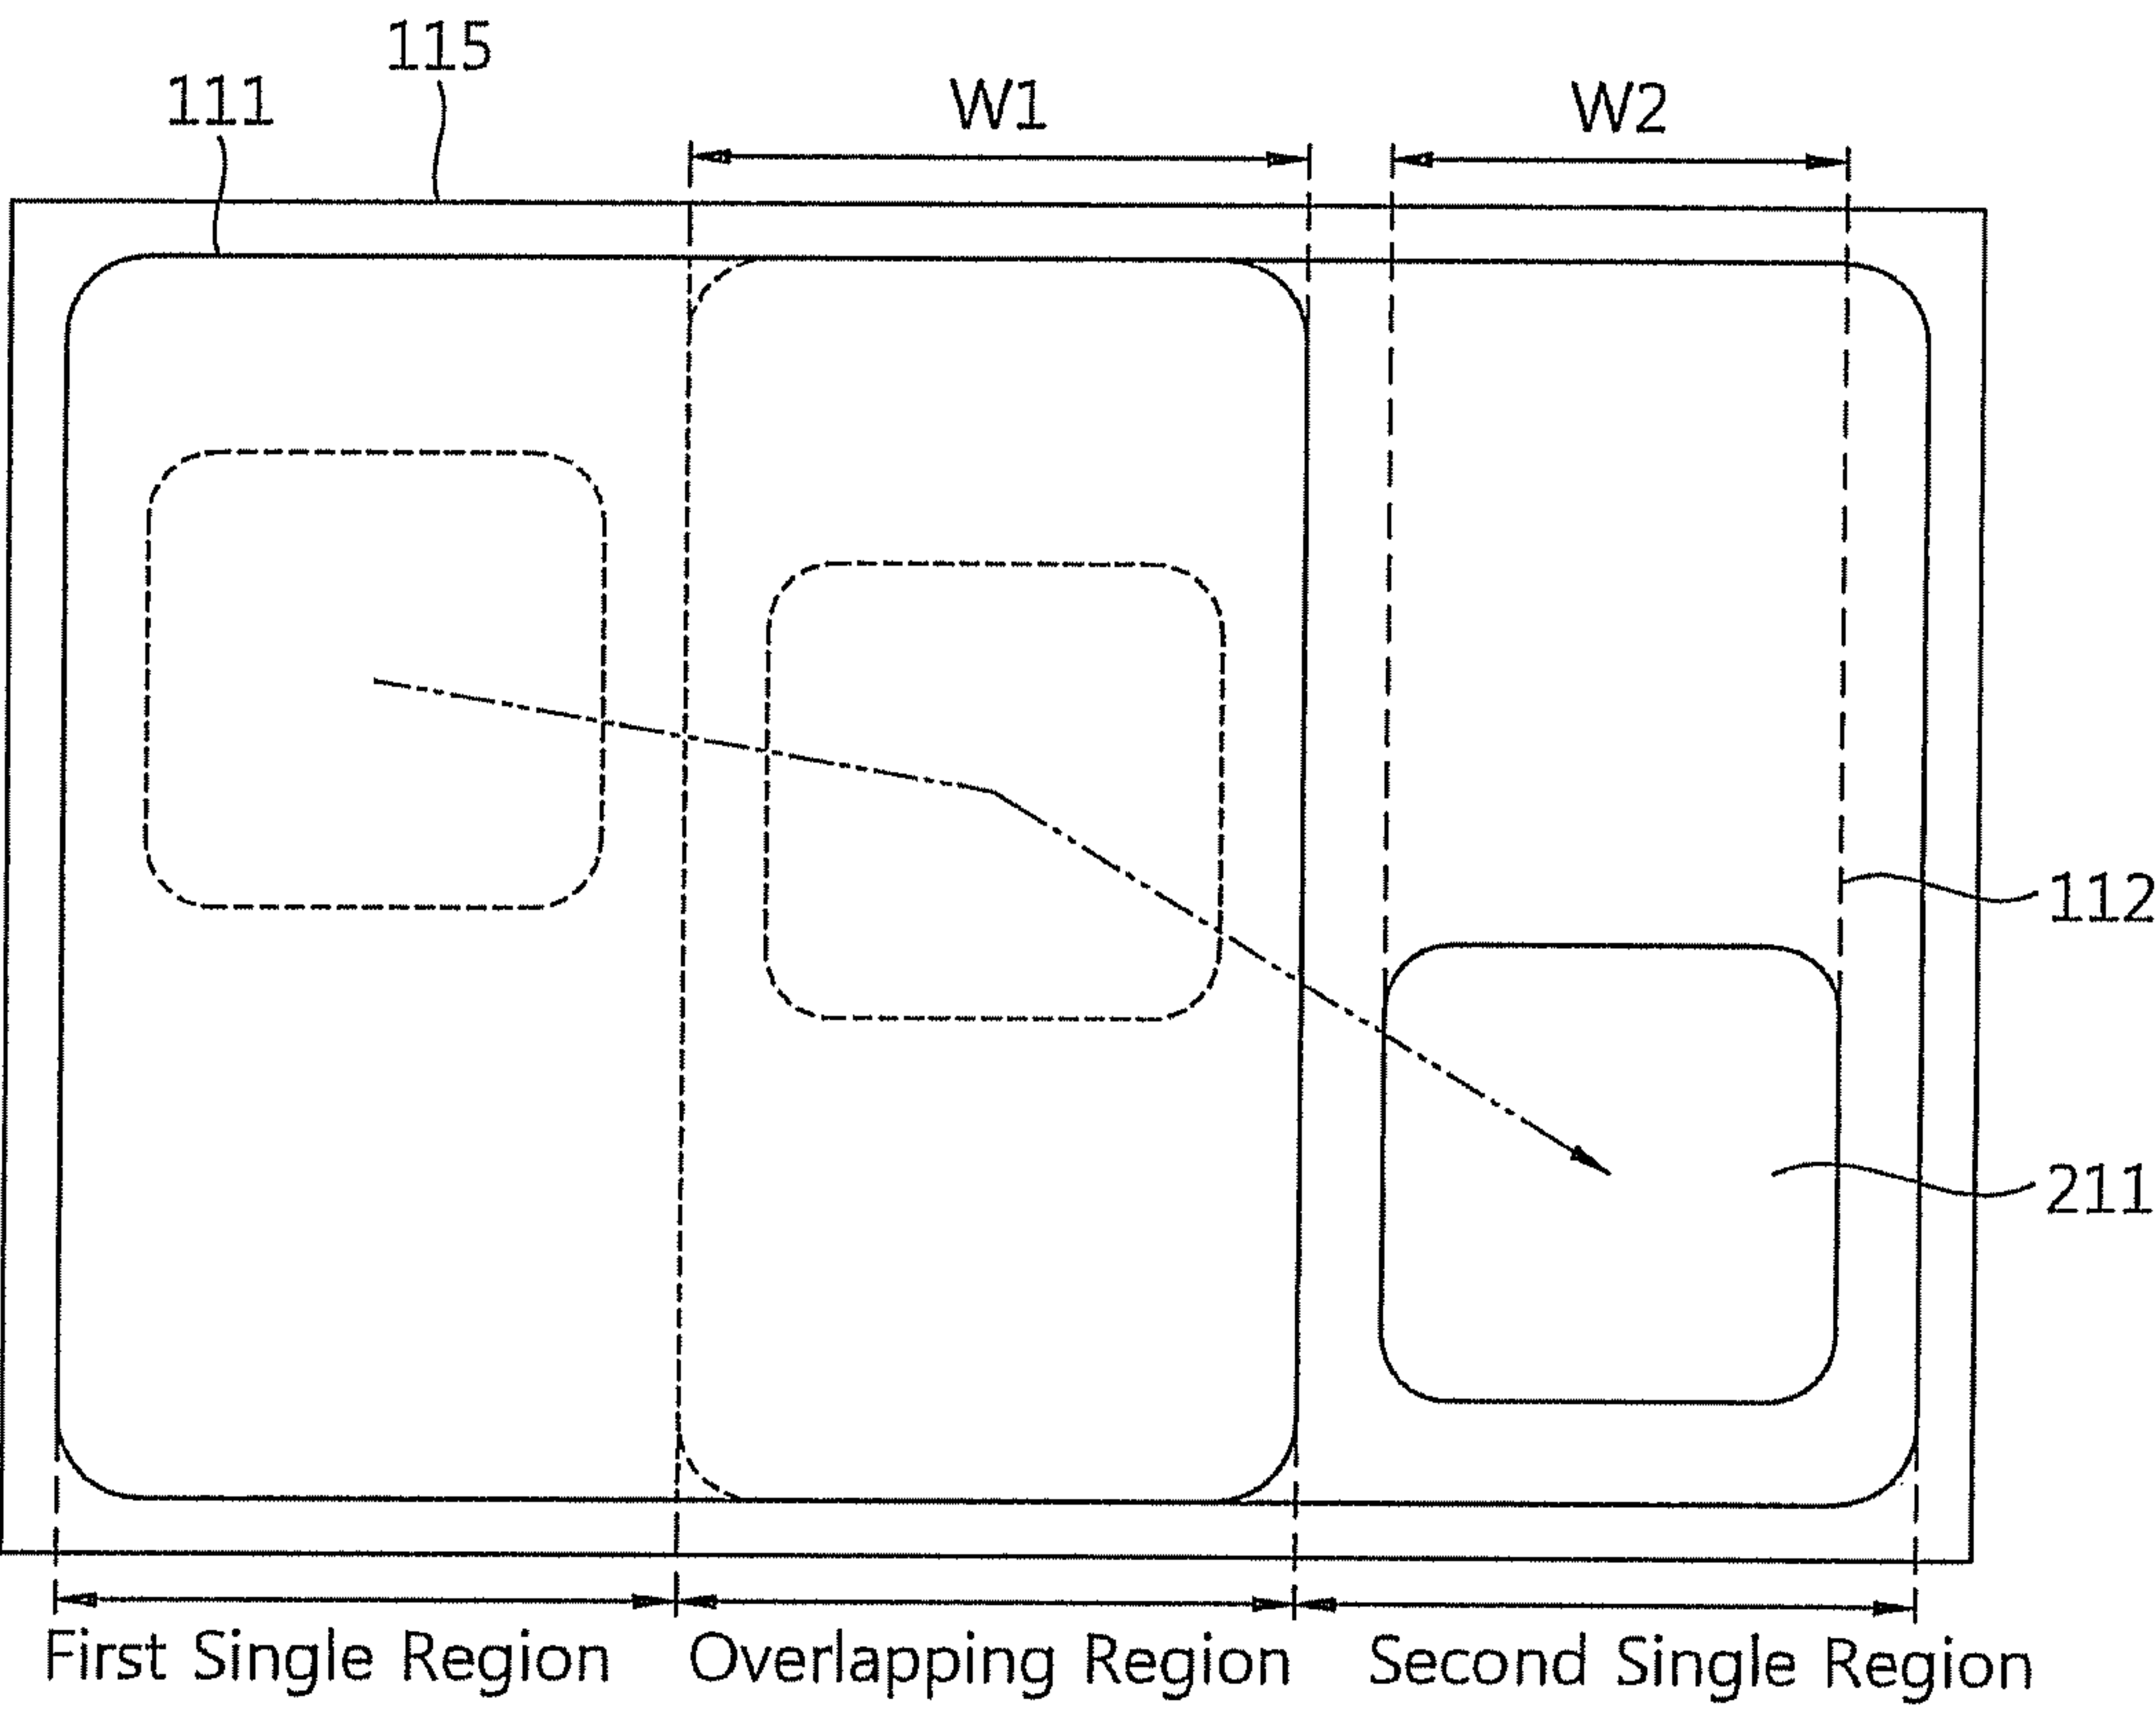 115
111
W1
W2
112
211
First Single Region
Overlapping Region
Second Single Region